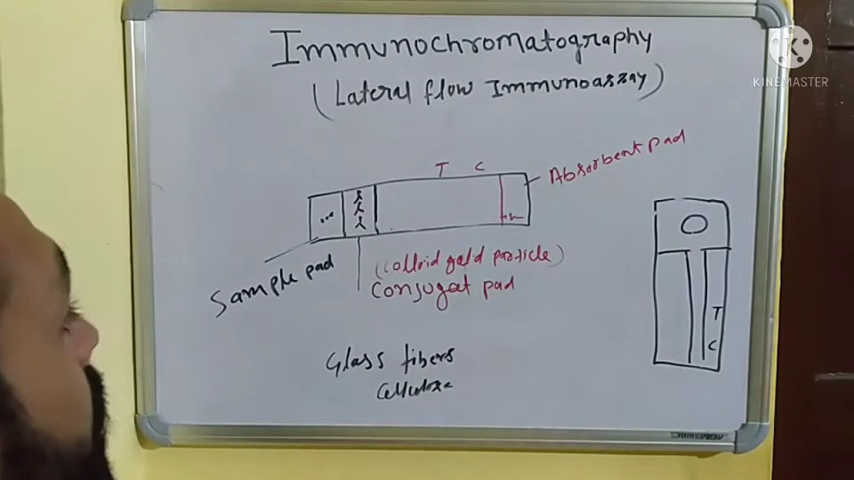 Immunochromatography
(Lateral flow Immunoassay)
KINEMASTER
T C
Absorbent pad
Sample pad
(Colloid gold particle)
Conjugat pad
T
C
Glass fibers
Cellulose